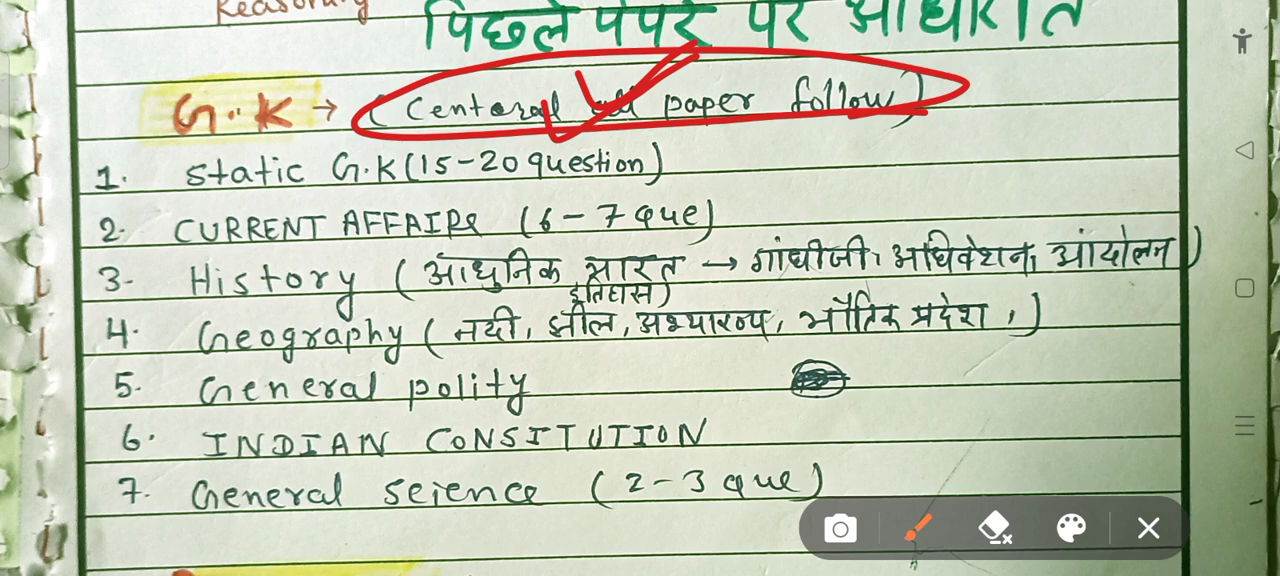 Reasoning
पिछले पेपर पर आधारित
G.K → (Centeral all paper follow)
1. Static G.K (15-20 question)
2. CURRENT AFFAIRS (6-7 que)
3. History (आधुनिक भारत → गांधीजी, अधिवेशन, आंदोलन)
इतिहास)
4. Geography (नदी, झील, अभ्यारण्य, भौतिक प्रदेश,)
5. General polity
6. INDIAN CONSITUTION
7. General science (2-3 que)